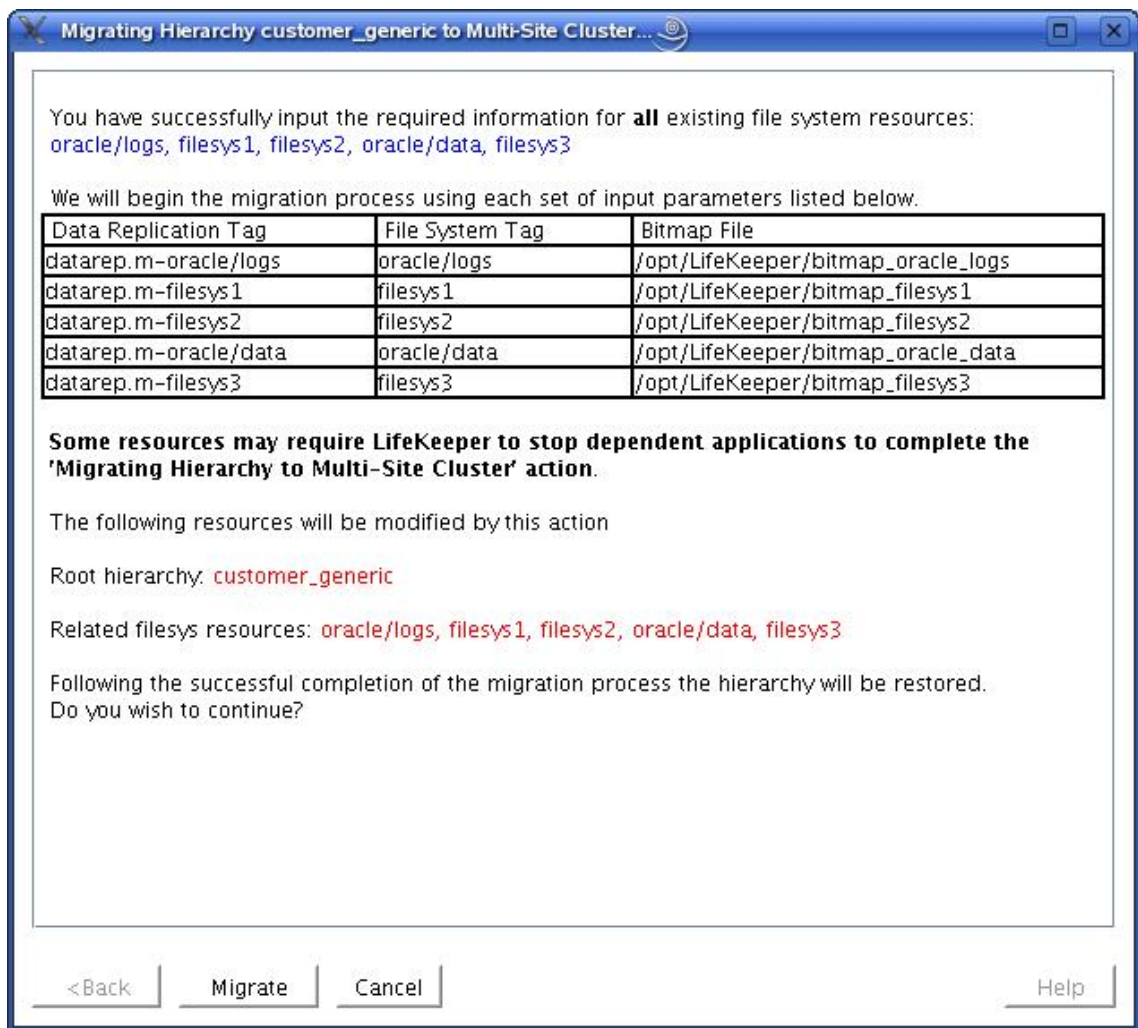 Migrating Hierarchy customer_generic to Multi-Site Cluster...
You have successfully input the required information for all existing file system resources:
oracle/logs, filesys1, filesys2, oracle/data, filesys3
We will begin the migration process using each set of input parameters listed below.
Data Replication Tag File System Tag Bitmap File
datarep.m-oracle/logs oracle/logs /opt/LifeKeeper/bitmap_oracle_logs
datarep.m-filesys1 filesys1 /opt/LifeKeeper/bitmap_filesys1
datarep.m-filesys2 filesys2 /opt/LifeKeeper/bitmap_filesys2
datarep.m-oracle/data oracle/data /opt/LifeKeeper/bitmap_oracle_data
datarep.m-filesys3 filesys3 /opt/LifeKeeper/bitmap_filesys3
Some resources may require LifeKeeper to stop dependent applications to complete the
'Migrating Hierarchy to Multi-Site Cluster' action.
The following resources will be modified by this action
Root hierarchy: customer_generic
Related filesys resources: oracle/logs, filesys1, filesys2, oracle/data, filesys3
Following the successful completion of the migration process the hierarchy will be restored.
Do you wish to continue?
<Back Migrate Cancel Help